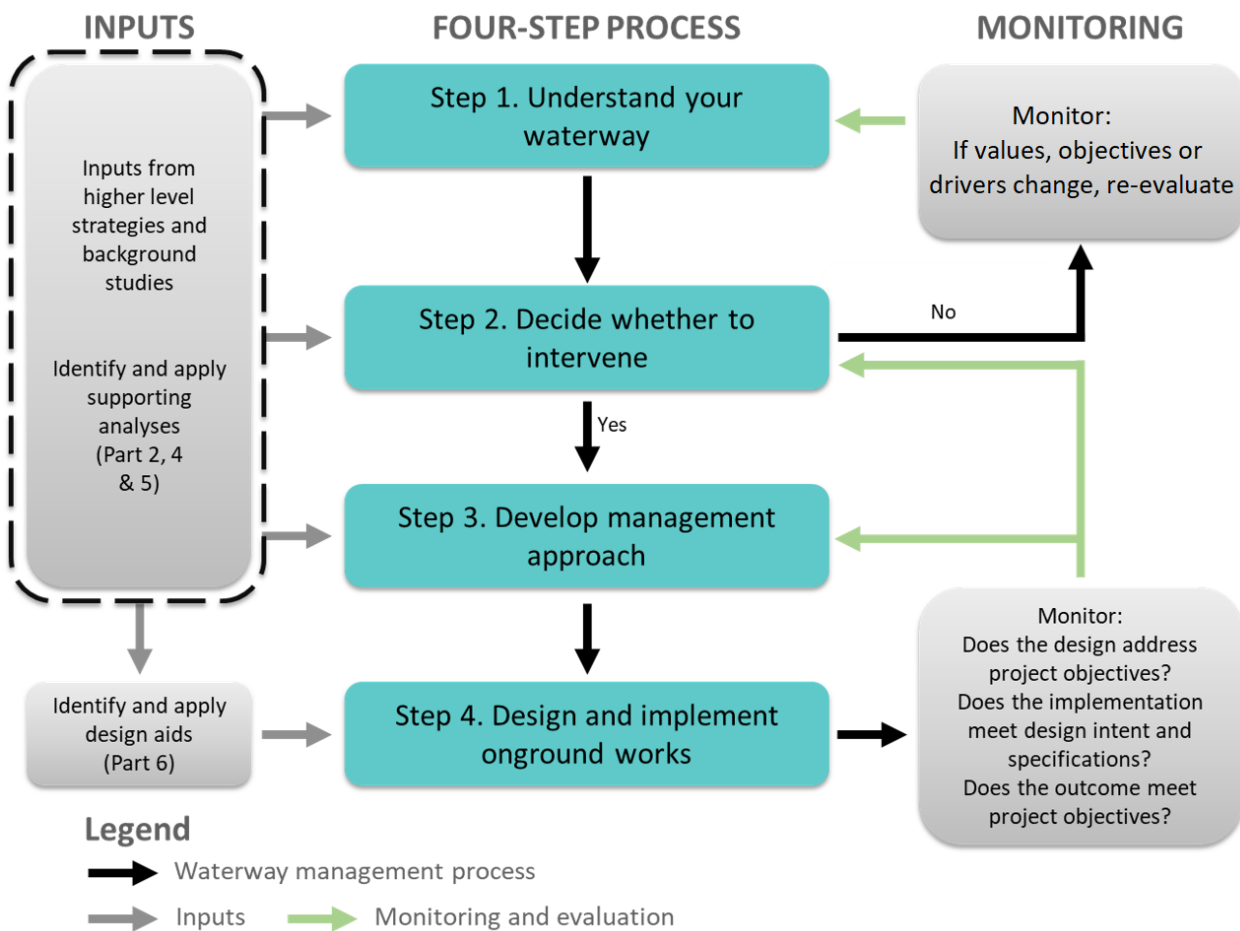 INPUTS
FOUR-STEP PROCESS
MONITORING
Inputs from
higher level
strategies and
background
studies
Identify and apply
supporting
analyses
(Part 2, 4
& 5)
Identify and apply
design aids
(Part 6)
Step 1. Understand your
waterway
Step 2. Decide whether to
intervene
No
Yes
Step 3. Develop management
approach
Step 4. Design and implement
onground works
Monitor:
If values, objectives or
drivers change, re-evaluate
Monitor:
Does the design address
project objectives?
Does the implementation
meet design intent and
specifications?
Does the outcome meet
project objectives?
Legend
Waterway management process
Inputs
Monitoring and evaluation